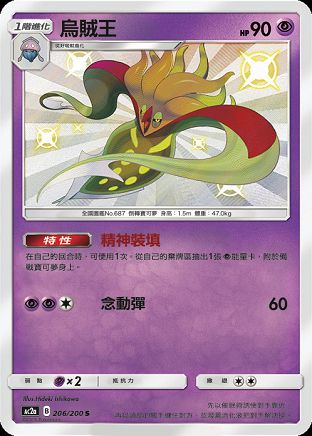 1階進化
烏賊王
HP 90
從好啦魷進化
全國圖鑑No.687 倒轉寶可夢 身高：1.5m 體重：47.0kg
特性 精神裝填
在自己的回合時，可使用1次。從自己的棄牌區抽出1張 能量卡，附於備
戰寶可夢身上。
念動彈 60
弱點 ×2 抵抗力 撤退
Illus.Hideki Ishikawa
sc2a B 206/200 S